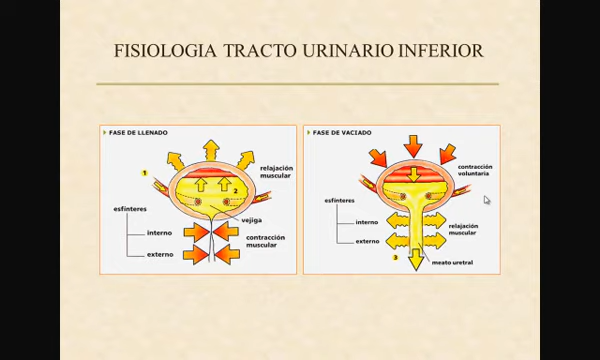 FISIOLOGIA TRACTO URINARIO INFERIOR
FASE DE LLENADO
1
relajación
muscular
2
esfínteres
vejiga
interno
contracción
muscular
externo
FASE DE VACIADO
contracción
voluntaria
esfínteres
interno
relajación
muscular
externo
3
meato uretral